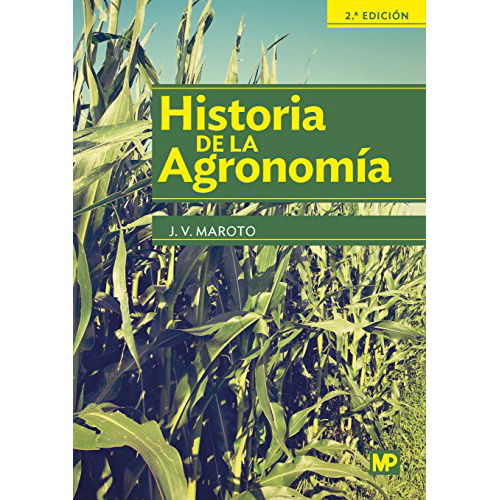 2.ª EDICIÓN
Historia
DE LA
Agronomía
J. V. MAROTO
MP